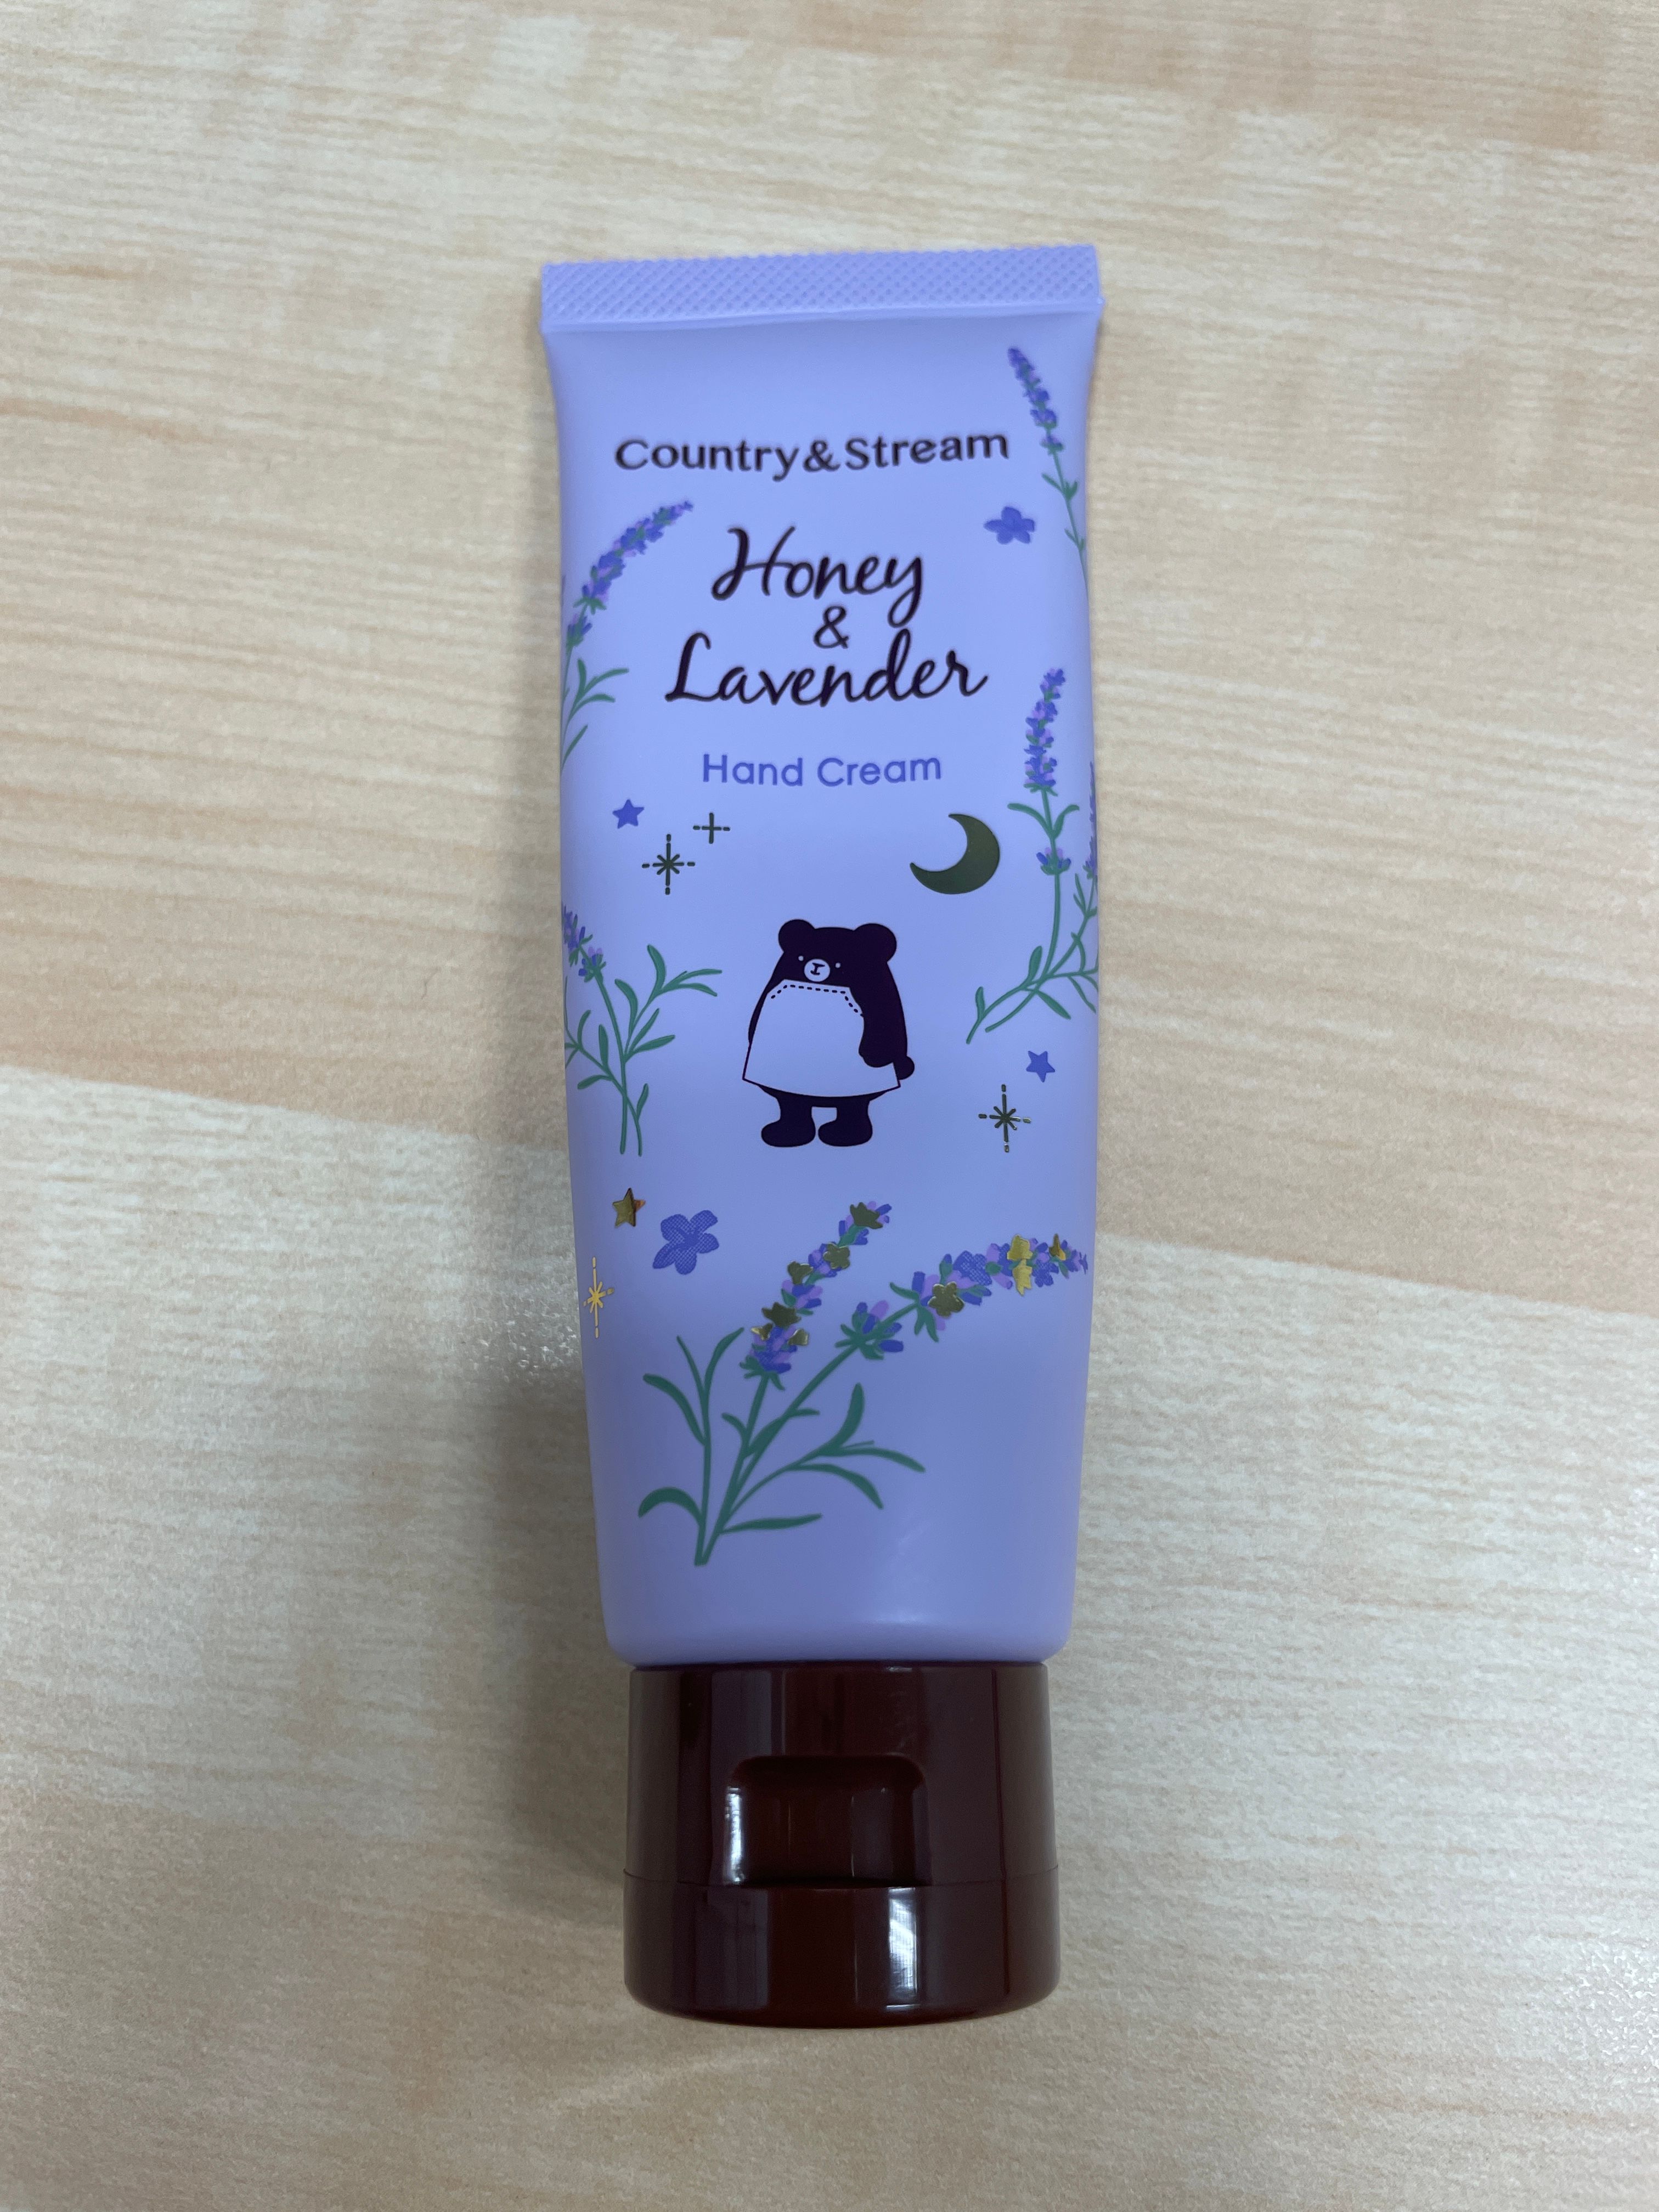 Country&Stream
Honey
&
Lavender
Hand Cream